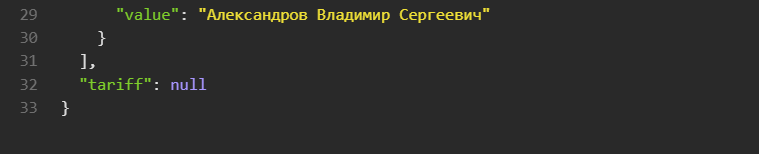 29 "value": "Александров Владимир Сергеевич"
30 }
31 ],
32 "tariff": null
33 }